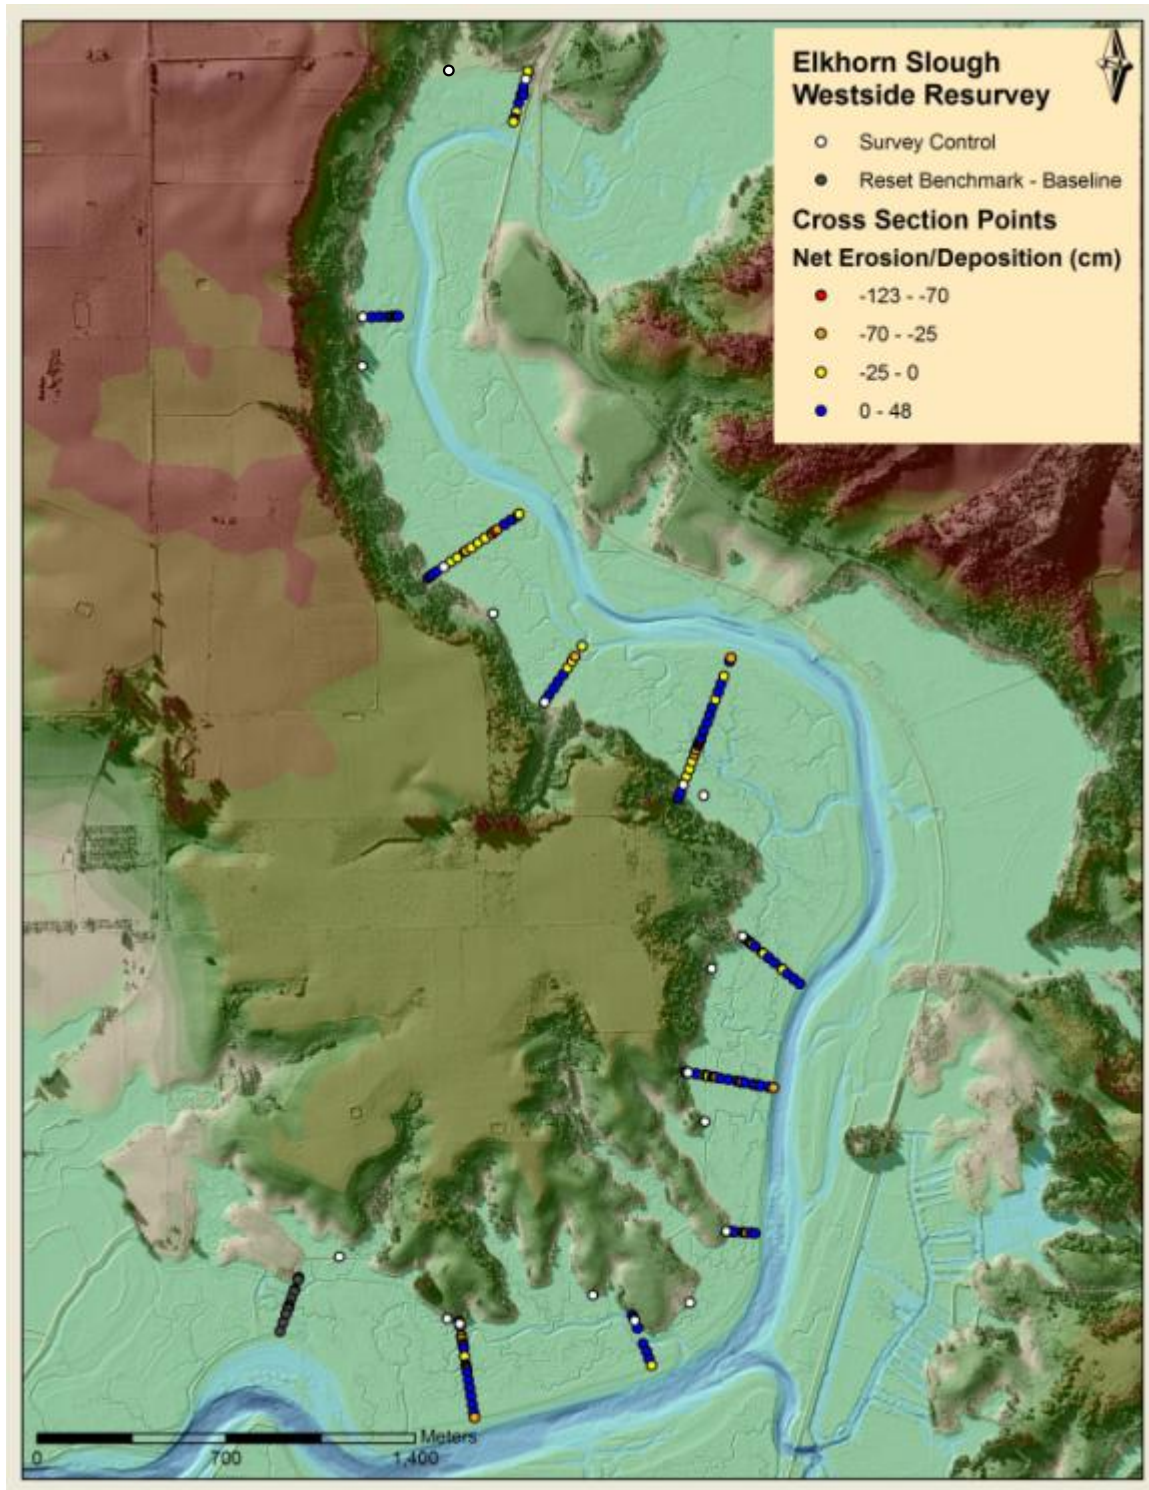 Elkhorn Slough
Westside Resurvey
Survey Control
Reset Benchmark - Baseline
Cross Section Points
Net Erosion/Deposition (cm)
-123 - -70
-70 - -25
-25 - 0
0 - 48
Meters
0 700 1,400